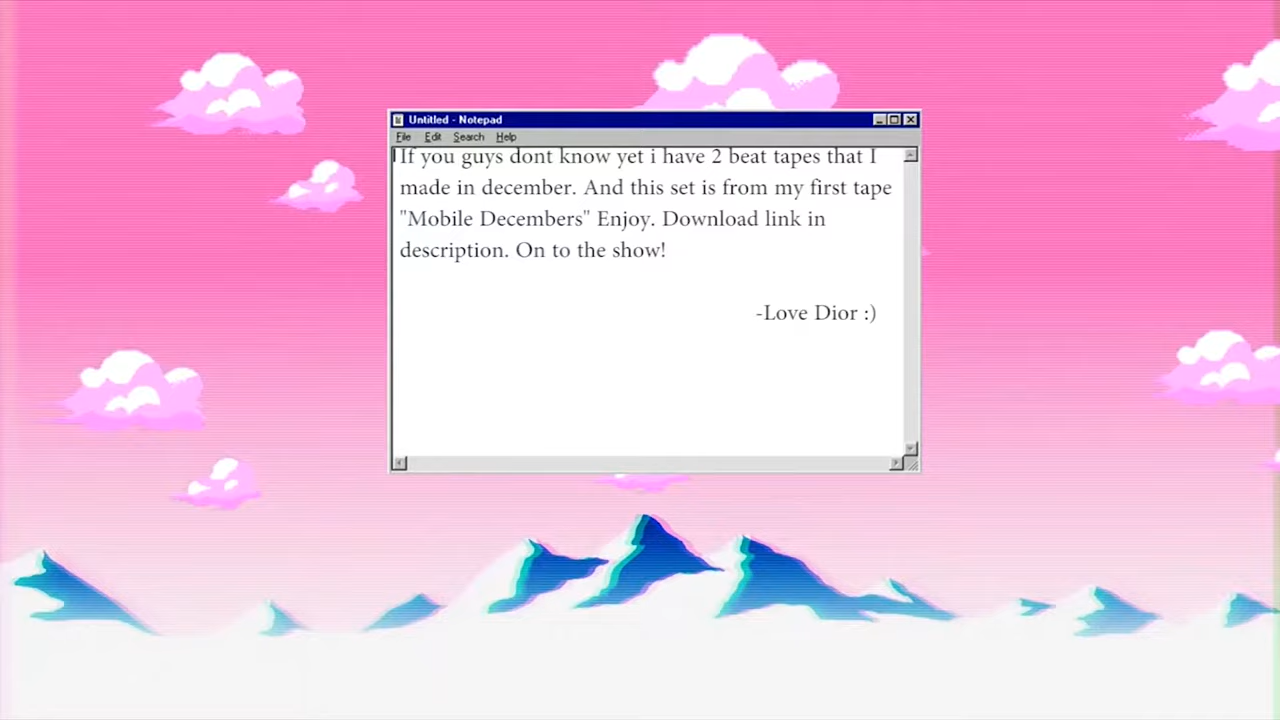 Untitled - Notepad
File Edit Search Help
If you guys dont know yet i have 2 beat tapes that I
made in december. And this set is from my first tape
"Mobile Decembers" Enjoy. Download link in
description. On to the show!
-Love Dior :)